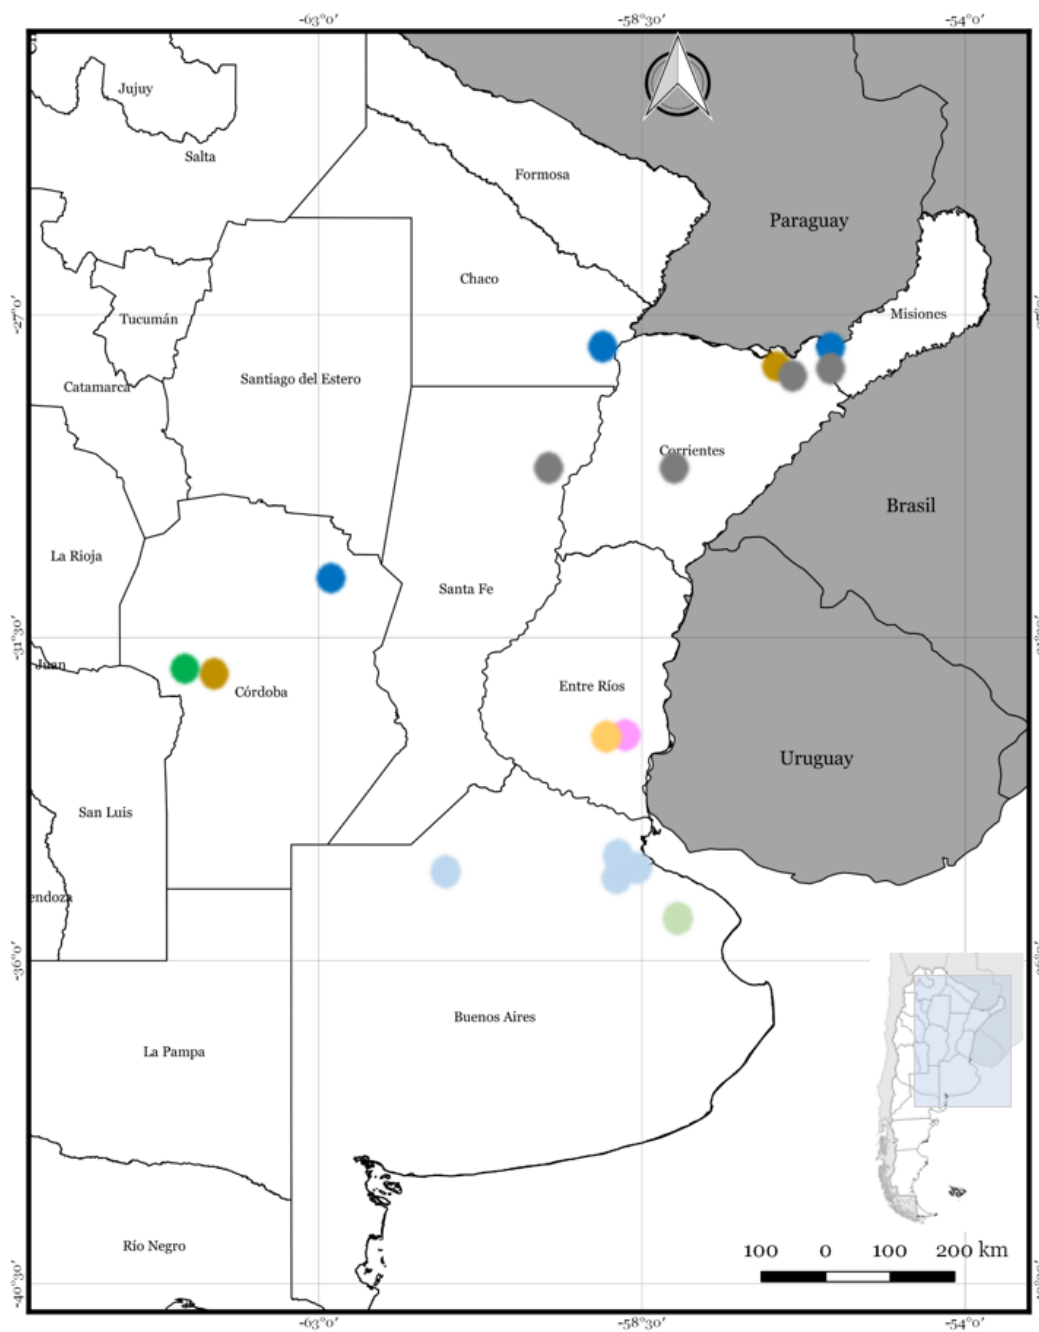 -63°0′ -58°30′ -54°0′
Jujuy
Salta
Formosa
Paraguay
Chaco
Misiones
-27°0′
Tucumán
Santiago del Estero
Catamarca
Corrientes
Brasil
La Rioja
Santa Fe
-31°30′
Juan
Entre Ríos
Córdoba
Uruguay
San Luis
endoza
-36°0′
Buenos Aires
La Pampa
Río Negro
100 0 100 200 km
-40°30′
-63°0′ -58°30′ -54°0′